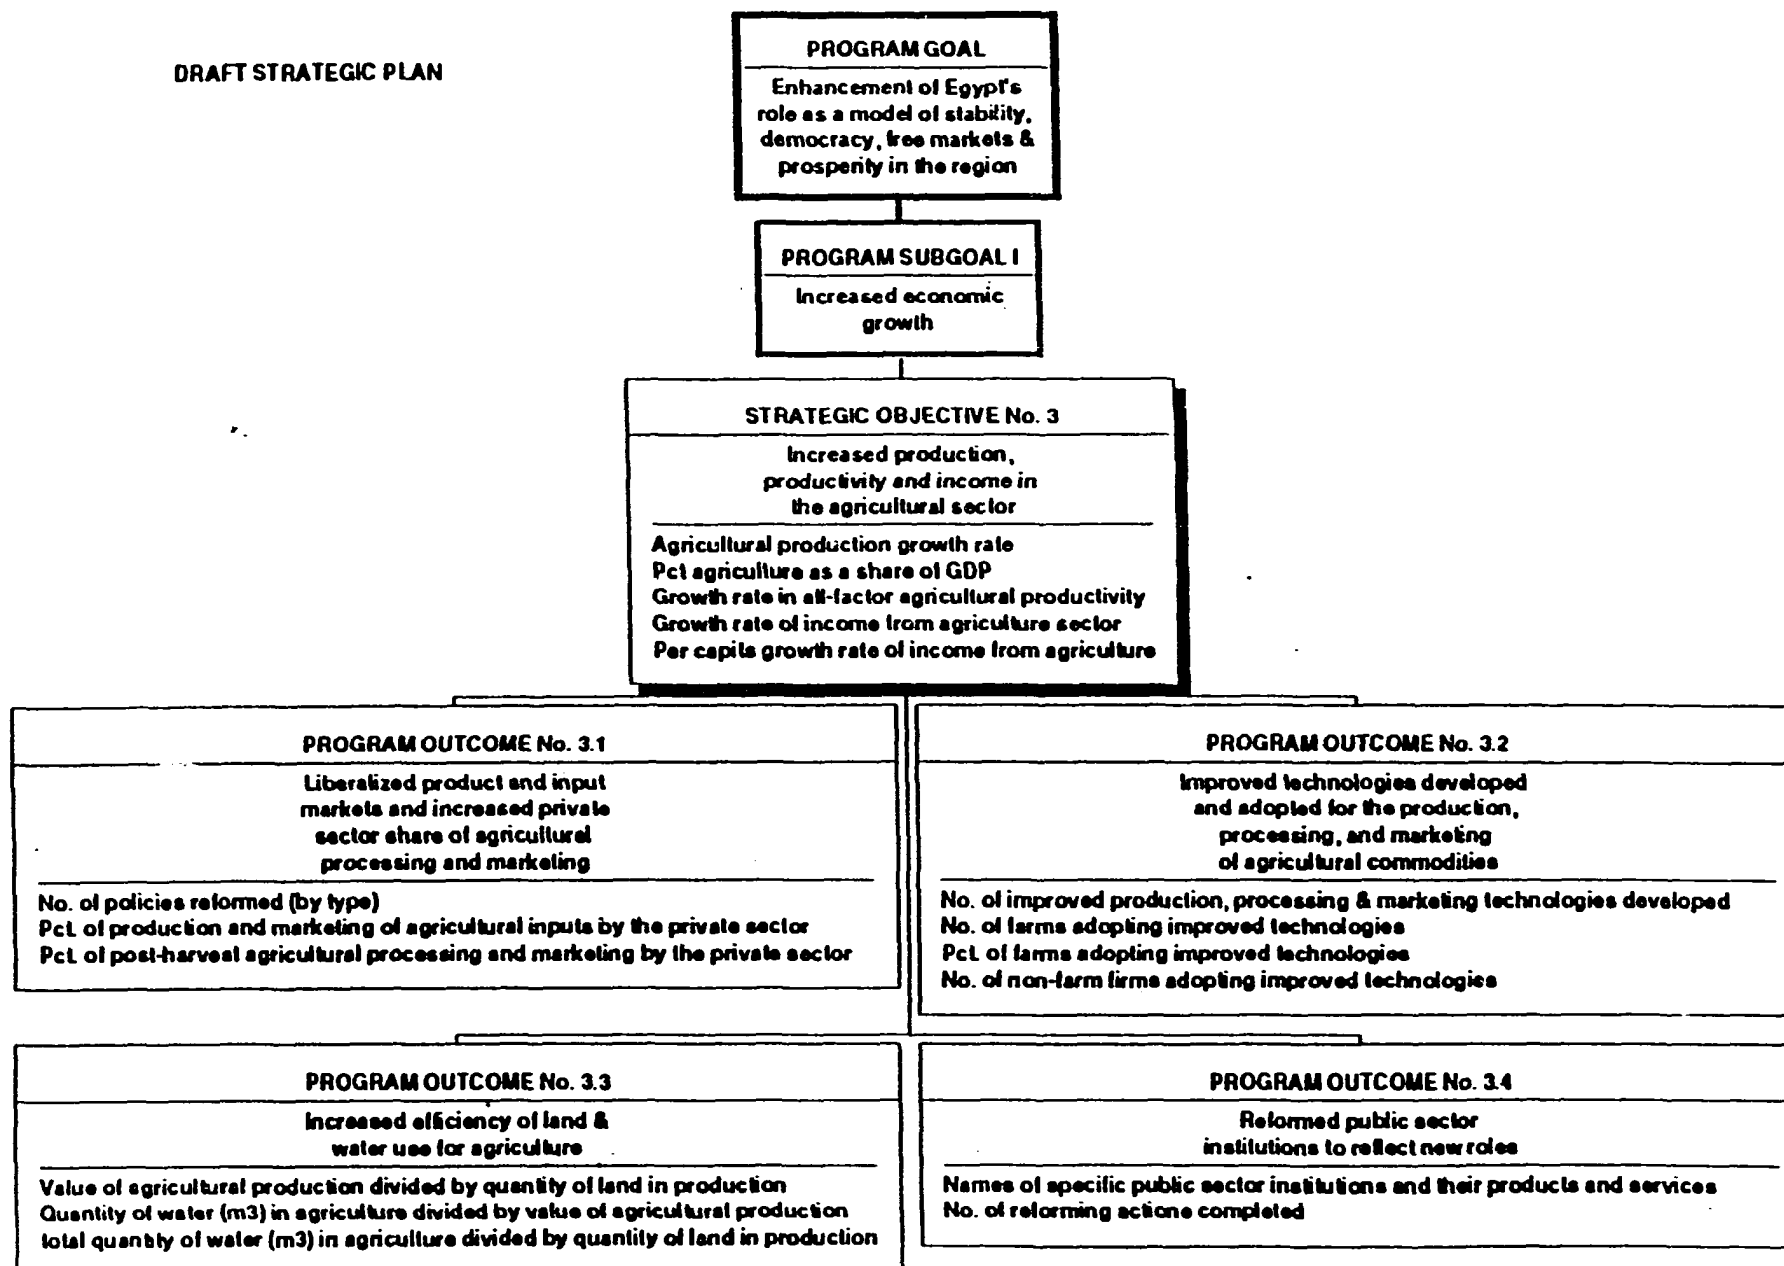 DRAFT STRATEGIC PLAN
PROGRAM GOAL
Enhancement of Egypt's
role as a model of stability,
democracy, free markets &
prosperity in the region
PROGRAM SUBGOAL I
Increased economic
growth
STRATEGIC OBJECTIVE No. 3
Increased production,
productivity and income in
the agricultural sector
Agricultural production growth rate
Pct agriculture as a share of GDP
Growth rate in all-factor agricultural productivity
Growth rate of income from agriculture sector
Per capita growth rate of income from agriculture
PROGRAM OUTCOME No. 3.1
Liberalized product and input
markets and increased private
sector share of agricultural
processing and marketing
No. of policies reformed (by type)
Pct. of production and marketing of agricultural inputs by the private sector
Pct. of post-harvest agricultural processing and marketing by the private sector
PROGRAM OUTCOME No. 3.2
Improved technologies developed
and adopted for the production,
processing, and marketing
of agricultural commodities
No. of improved production, processing & marketing technologies developed
No. of farms adopting improved technologies
Pct. of farms adopting improved technologies
No. of non-farm firms adopting improved technologies
PROGRAM OUTCOME No. 3.3
Increased efficiency of land &
water use for agriculture
Value of agricultural production divided by quantity of land in production
Quantity of water (m3) in agriculture divided by value of agricultural production
total quantity of water (m3) in agriculture divided by quantity of land in production
PROGRAM OUTCOME No. 3.4
Reformed public sector
institutions to reflect new roles
Names of specific public sector institutions and their products and services
No. of reforming actions completed